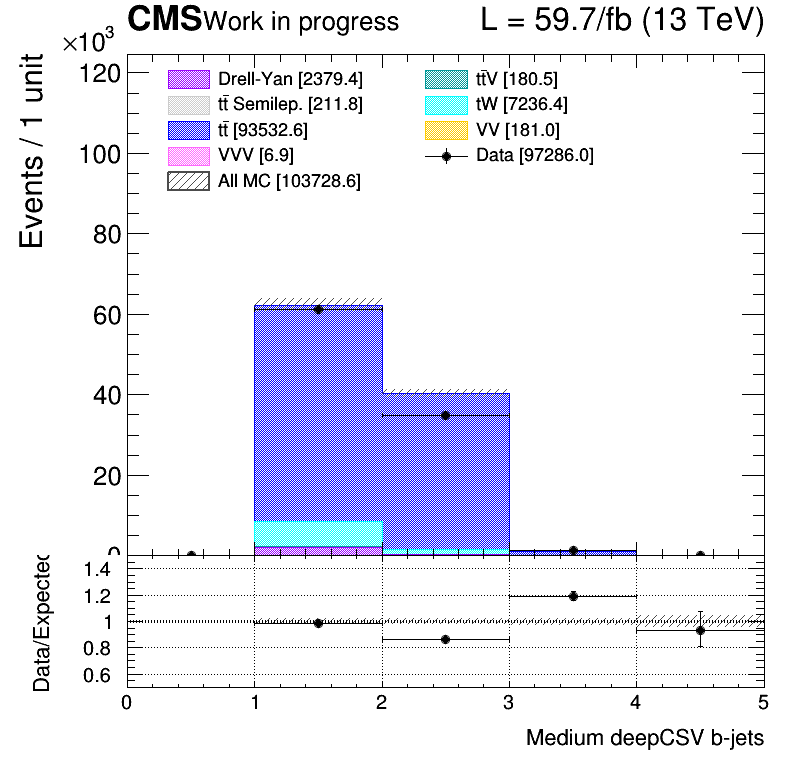 CMS Work in progress L = 59.7/fb (13 TeV)
×10³
Events / 1 unit
120
100
80
60
40
20
0
Drell-Yan [2379.4]
tt̄ Semilep. [211.8]
tt̄ [93532.6]
VVV [6.9]
All MC [103728.6]
tt̄V [180.5]
tW [7236.4]
VV [181.0]
Data [97286.0]
Data/Expected
1.4
1.2
1
0.8
0.6
0 1 2 3 4 5
Medium deepCSV b-jets